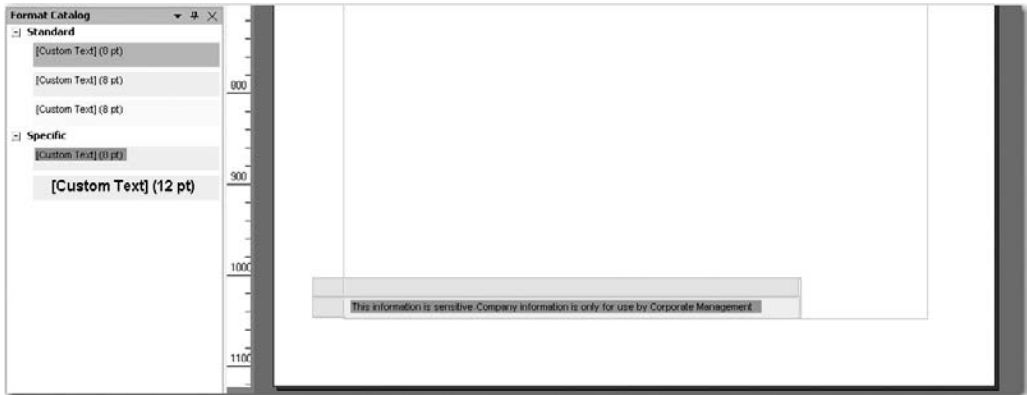 Format Catalog
Standard
[Custom Text] (0 pt)
[Custom Text] (8 pt)
[Custom Text] (8 pt)
Specific
[Custom Text] (0 pt)
[Custom Text] (12 pt)
800
900
1000
This information is sensitive-Company information is only for use by Corporate Management
1100